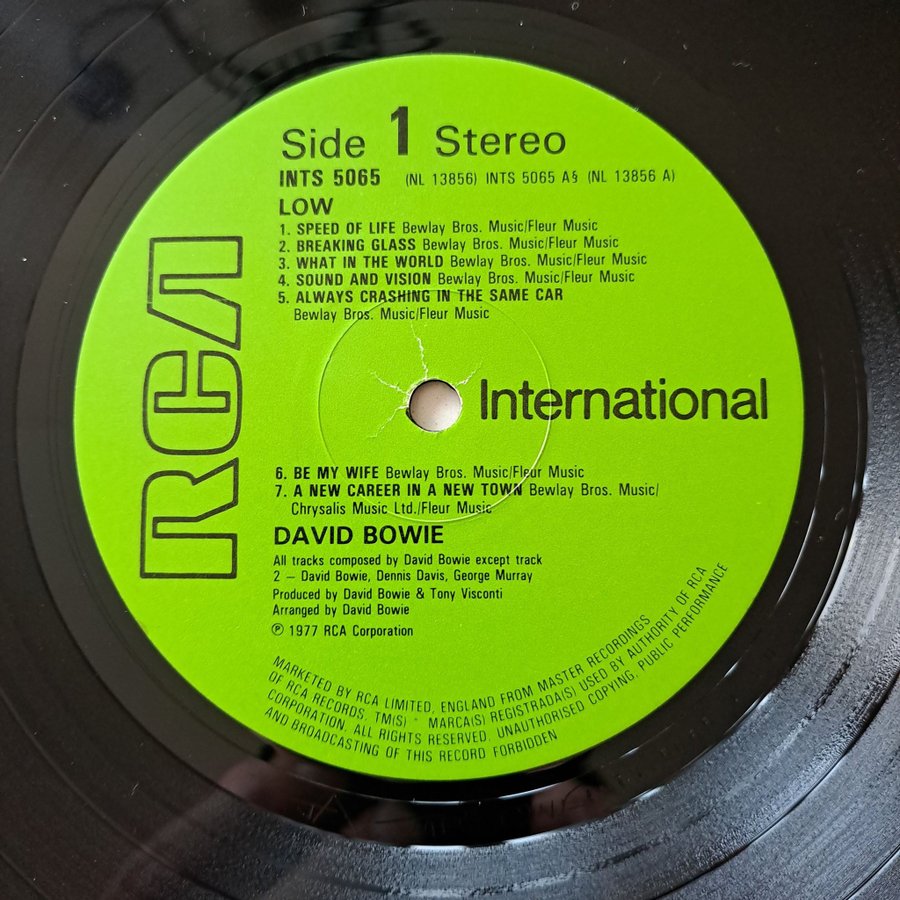 Side 1 Stereo
INTS 5065 (NL 13856) INTS 5065 A§ (NL 13856 A)
LOW
1. SPEED OF LIFE Bewlay Bros. Music/Fleur Music
2. BREAKING GLASS Bewlay Bros. Music/Fleur Music
3. WHAT IN THE WORLD Bewlay Bros. Music/Fleur Music
4. SOUND AND VISION Bewlay Bros. Music/Fleur Music
5. ALWAYS CRASHING IN THE SAME CAR
Bewlay Bros. Music/Fleur Music
RCA
International
6. BE MY WIFE Bewlay Bros. Music/Fleur Music
7. A NEW CAREER IN A NEW TOWN Bewlay Bros. Music/
Chrysalis Music Ltd./Fleur Music
DAVID BOWIE
All tracks composed by David Bowie except track
2 – David Bowie, Dennis Davis, George Murray
Produced by David Bowie & Tony Visconti
Arranged by David Bowie
℗ 1977 RCA Corporation
MARKETED BY RCA LIMITED, ENGLAND FROM MASTER RECORDINGS
OF RCA RECORDS, TM(S) • MARCA(S) REGISTRADA(S) USED BY AUTHORITY OF RCA
CORPORATION. ALL RIGHTS RESERVED. UNAUTHORISED COPYING, PUBLIC PERFORMANCE
AND BROADCASTING OF THIS RECORD FORBIDDEN